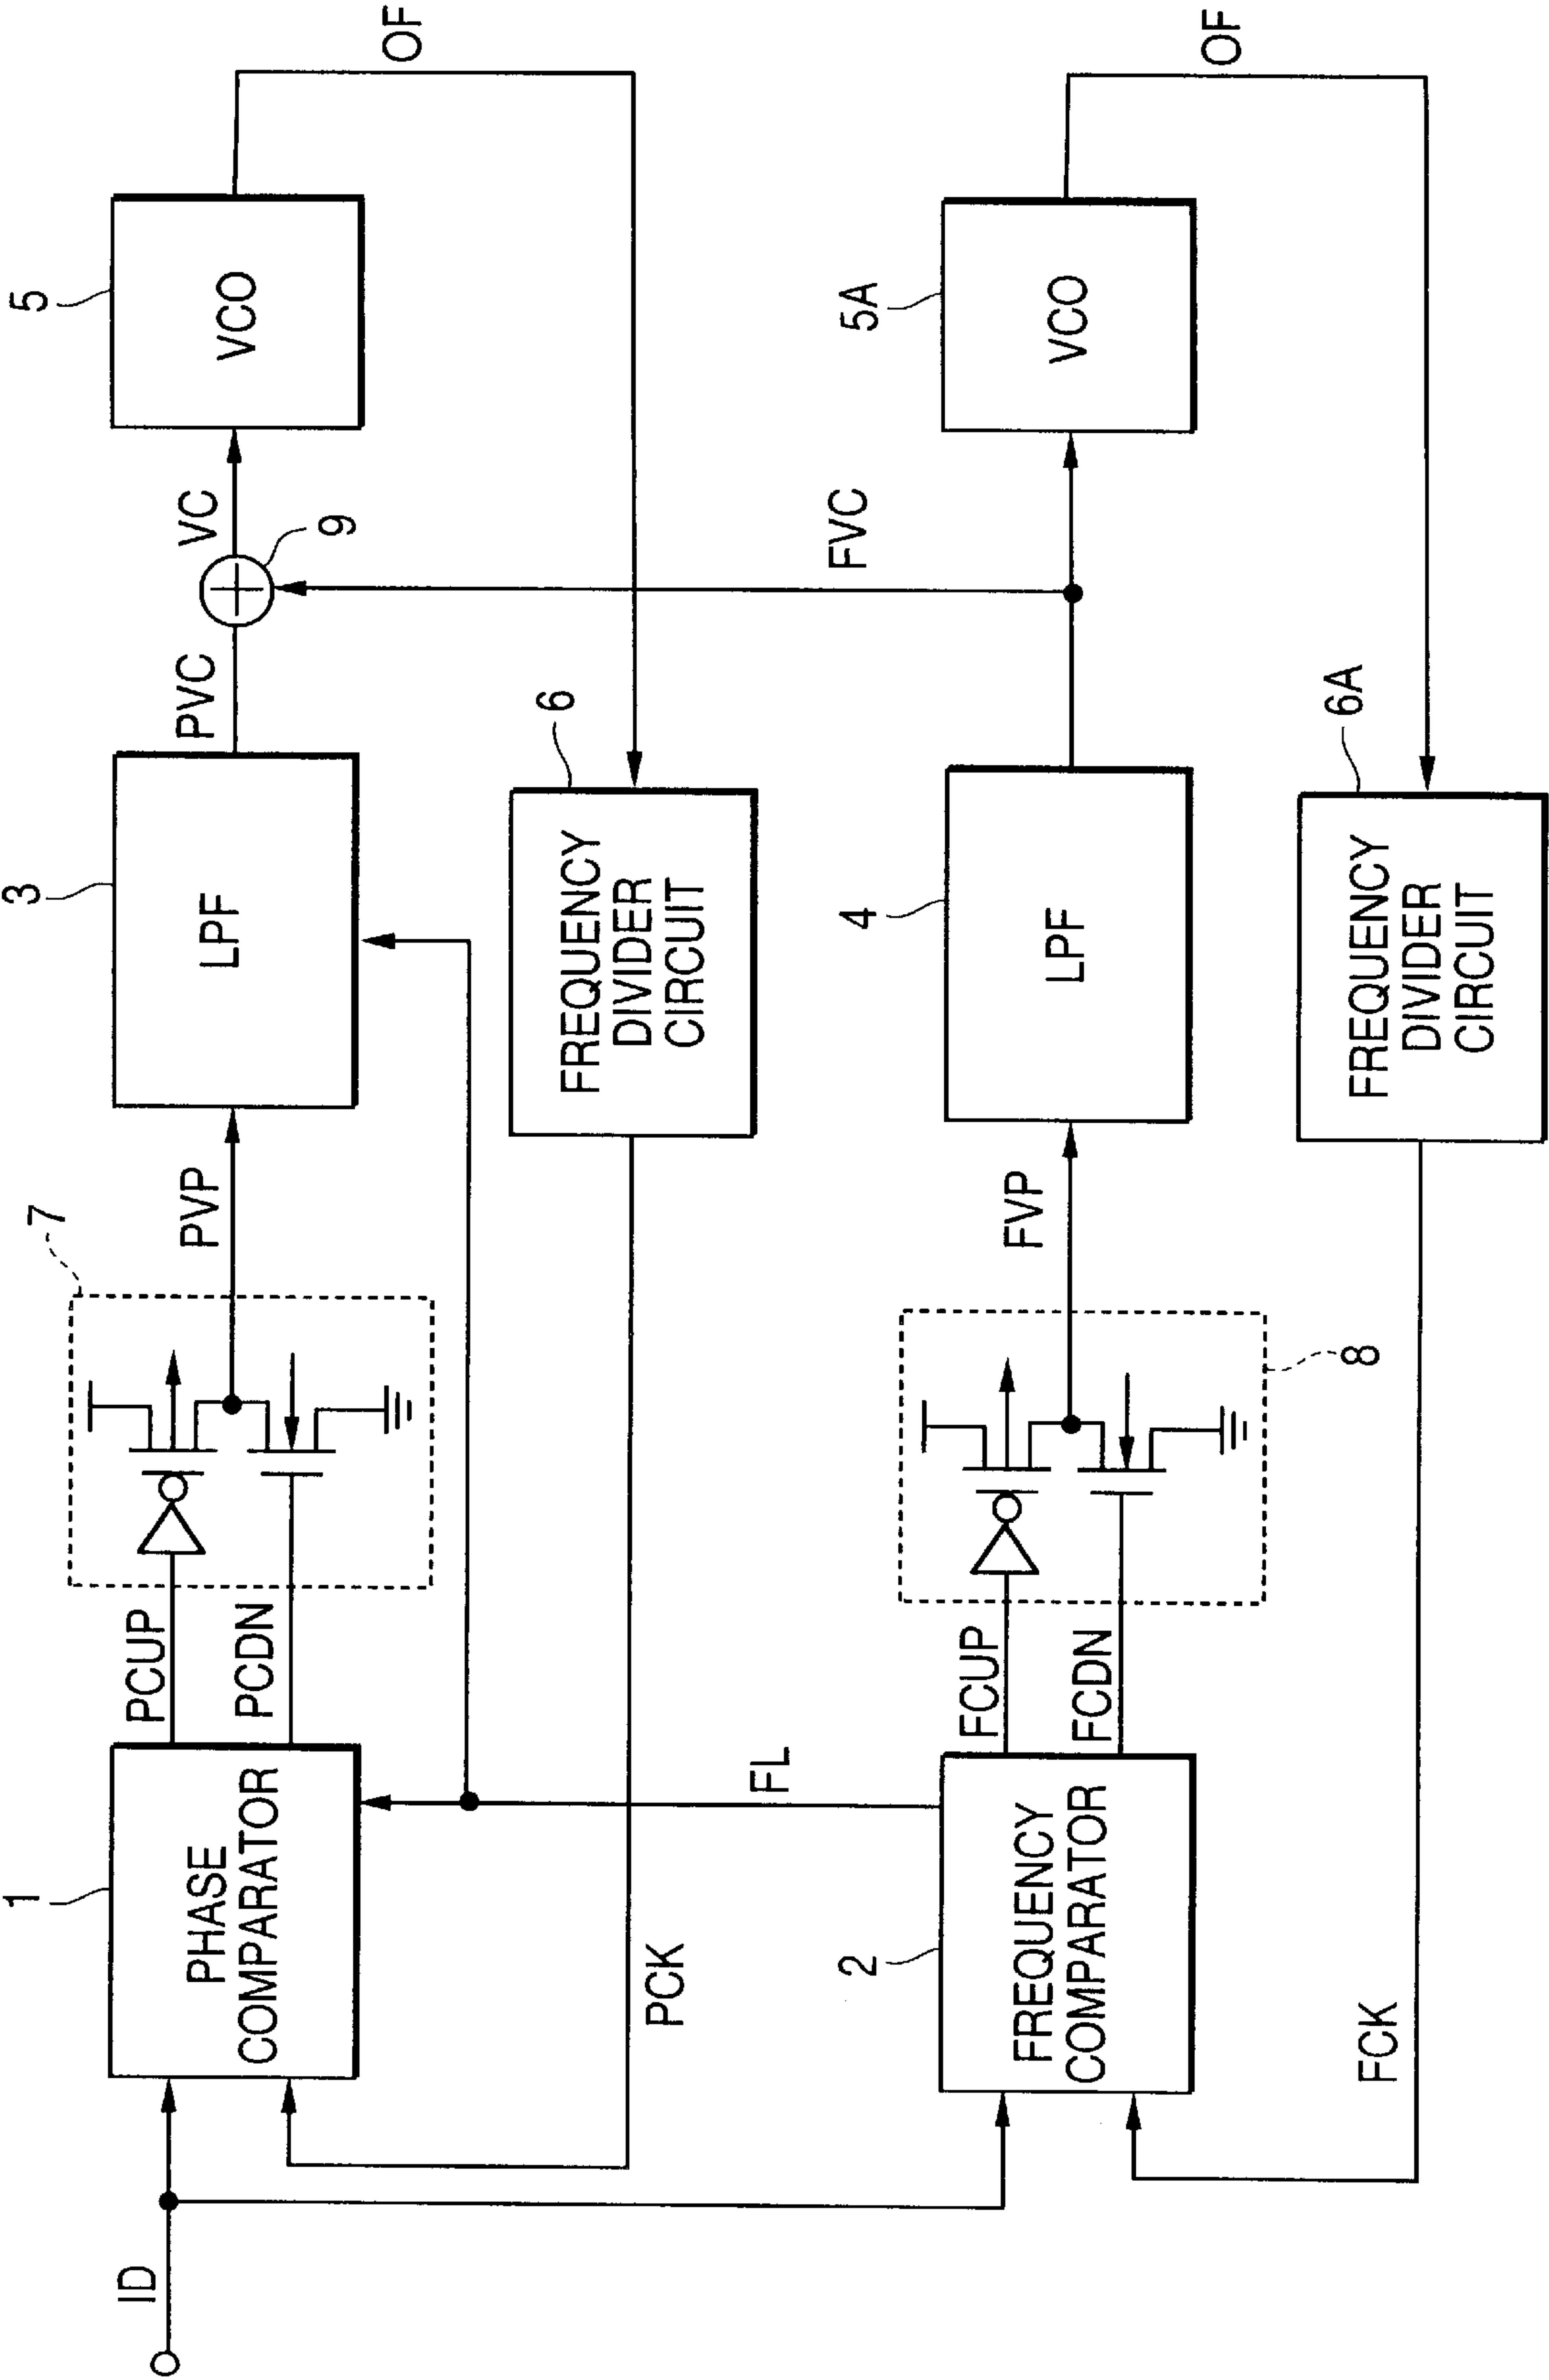 ID
1
PHASE
COMPARATOR
PCUP
PCDN
7
PVP
3
LPF
PVC
9
VC
5
VCO
OF
FL
PCK
6
FREQUENCY
DIVIDER
CIRCUIT
FVC
2
FREQUENCY
COMPARATOR
FCUP
FCDN
8
FVP
4
LPF
5A
VCO
OF
FCK
6A
FREQUENCY
DIVIDER
CIRCUIT